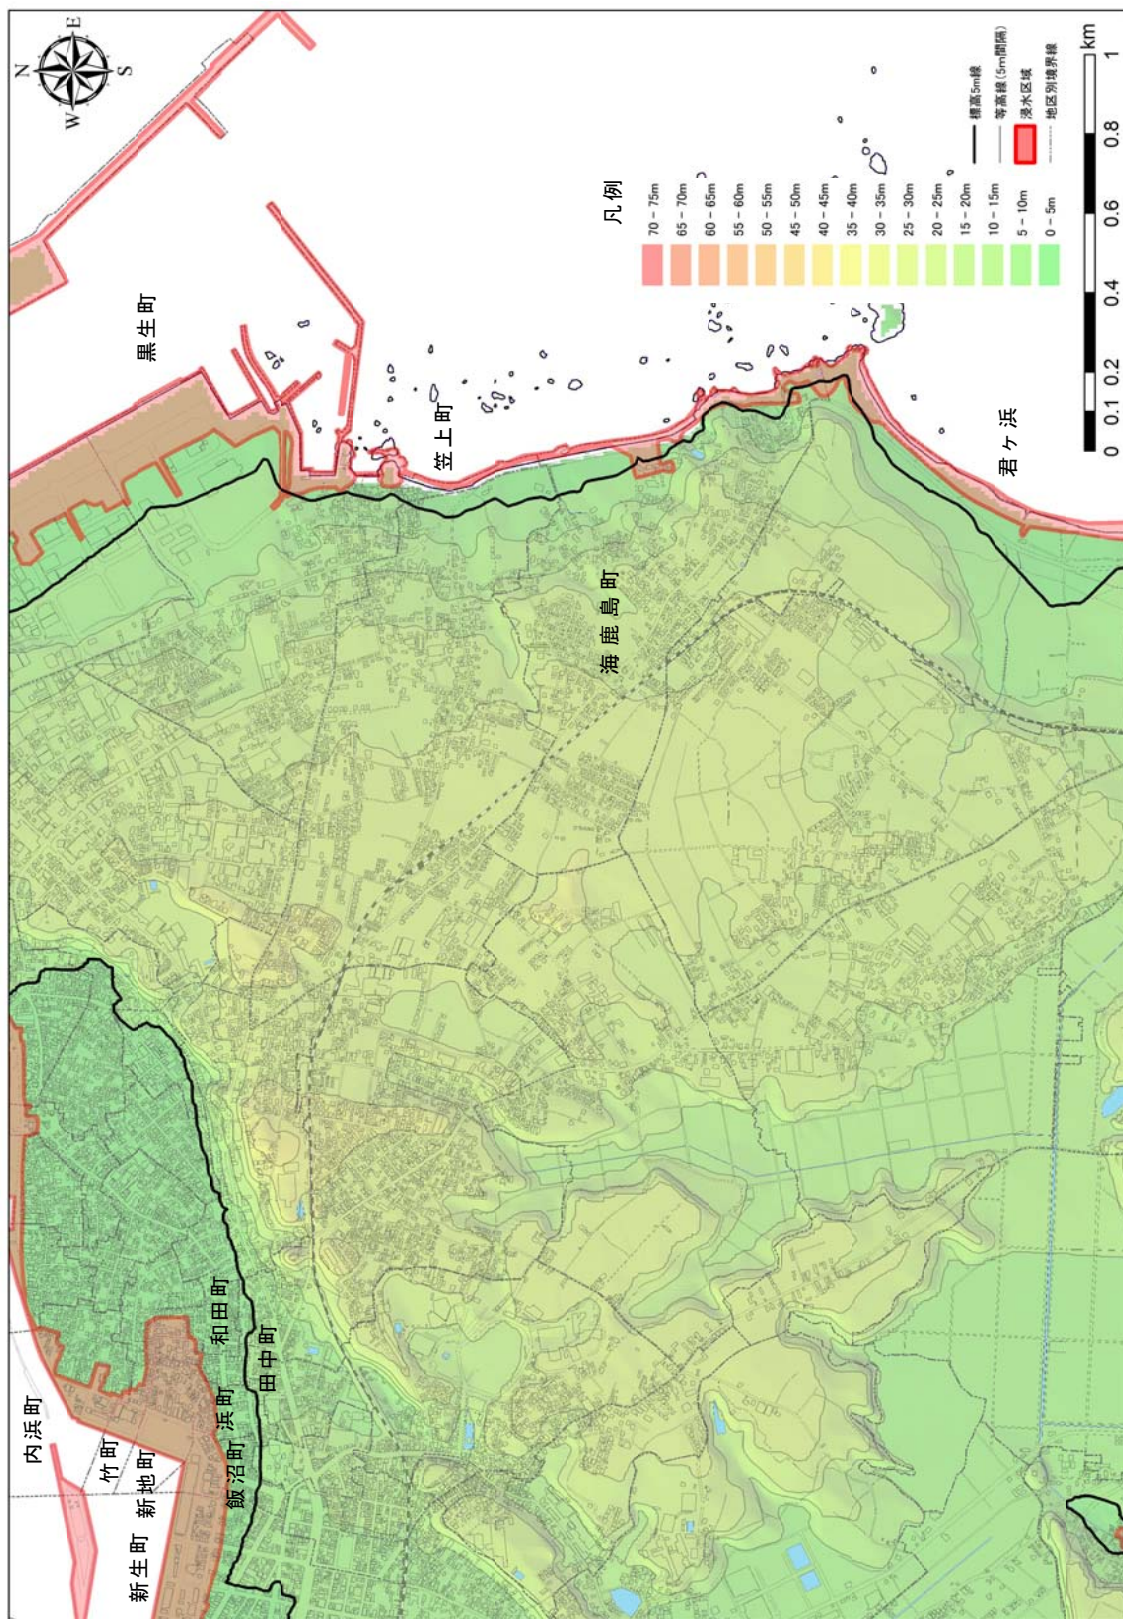 N
E
S
W
黒生町
笠上町
君ヶ浜
海鹿島町
和田町
田中町
浜町
飯沼町
内浜町
竹町
新地町
新生町
凡例
70－75m
65－70m
60－65m
55－60m
50－55m
45－50m
40－45m
35－40m
30－35m
25－30m
20－25m
15－20m
10－15m
5－10m
0－5m
標高5m線
等高線(5m間隔)
浸水区域
地区別境界線
0 0.1 0.2 0.4 0.6 0.8 1
km